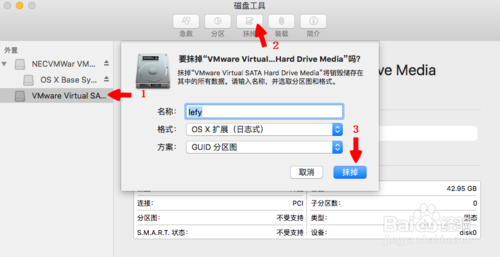 磁盘工具
急救 分区 抹掉 装载 简介
2
外置
NECVMWar VM...
OS X Base Sy...
VMware Virtual SA...
1
要抹掉“VMware Virtual...Hard Drive Media”吗?
抹掉“VMware Virtual SATA Hard Drive Media”将销毁储存在
其中的所有数据。请输入名称，并选取分区图和格式。
ve Media
名称: lefy
格式: OS X 扩展（日志式）
3
方案: GUID 分区图
取消 抹掉
42.95 GB
连接: PCI 子分区数: 0
分区图: 不受支持 类型: 固态
S.M.A.R.T. 状态: 不受支持 设备: disk0
Baidu 经验
jingyan.baidu.com